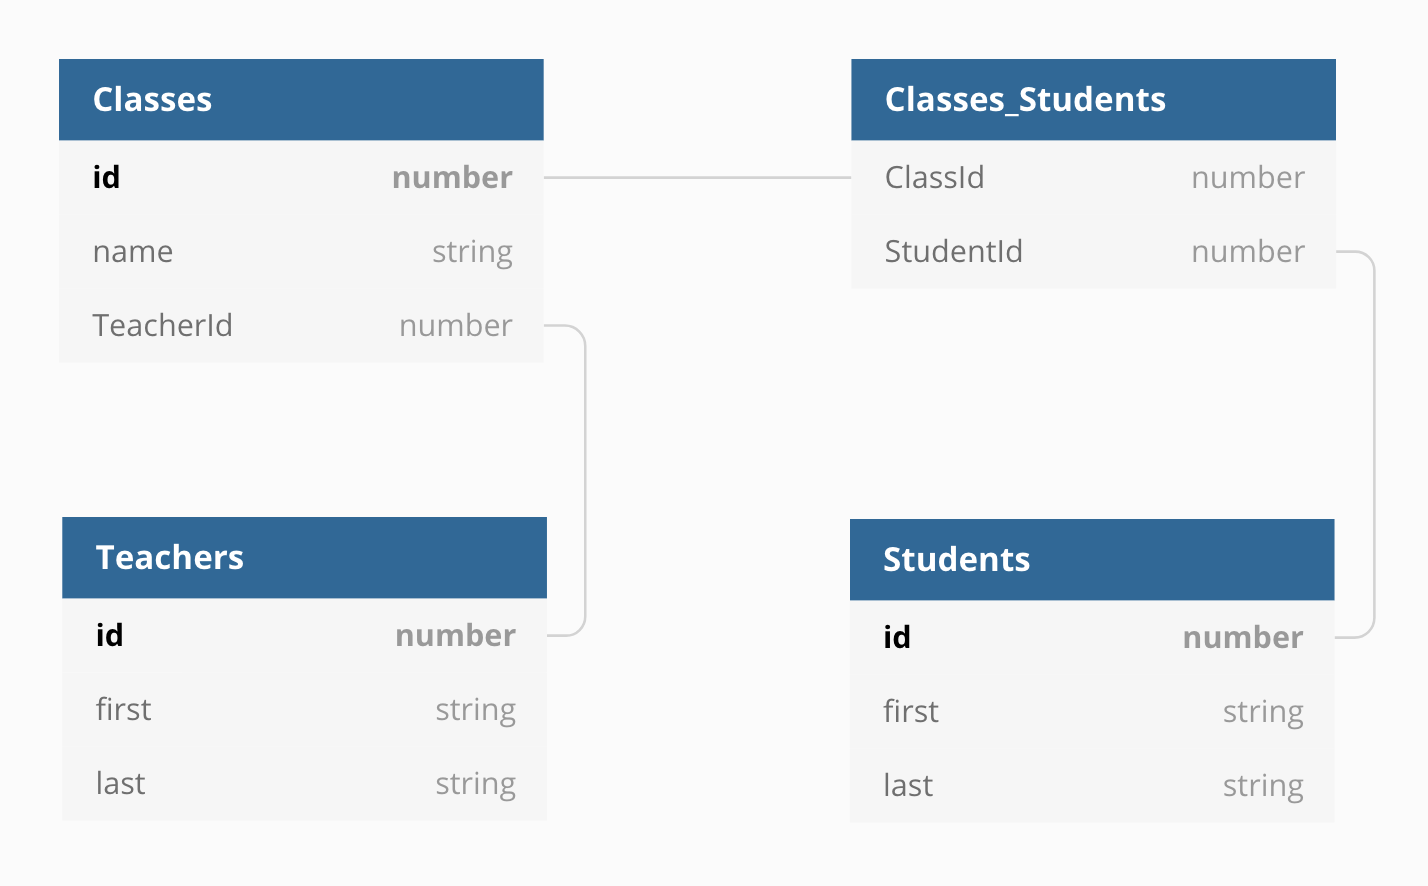 Classes
id number
name string
TeacherId number
Classes_Students
ClassId number
StudentId number
Teachers
id number
first string
last string
Students
id number
first string
last string